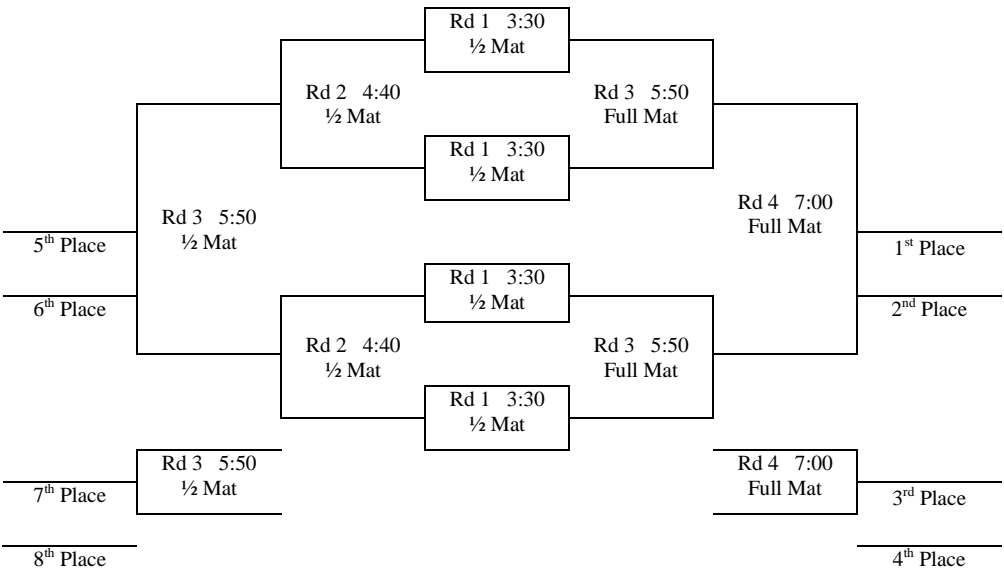 Rd 1 3:30
½ Mat
Rd 2 4:40
½ Mat
Rd 3 5:50
Full Mat
Rd 1 3:30
½ Mat
Rd 3 5:50
½ Mat
Rd 4 7:00
Full Mat
5th Place
1st Place
Rd 1 3:30
½ Mat
6th Place
2nd Place
Rd 2 4:40
½ Mat
Rd 3 5:50
Full Mat
Rd 1 3:30
½ Mat
Rd 3 5:50
½ Mat
Rd 4 7:00
Full Mat
7th Place
3rd Place
8th Place
4th Place